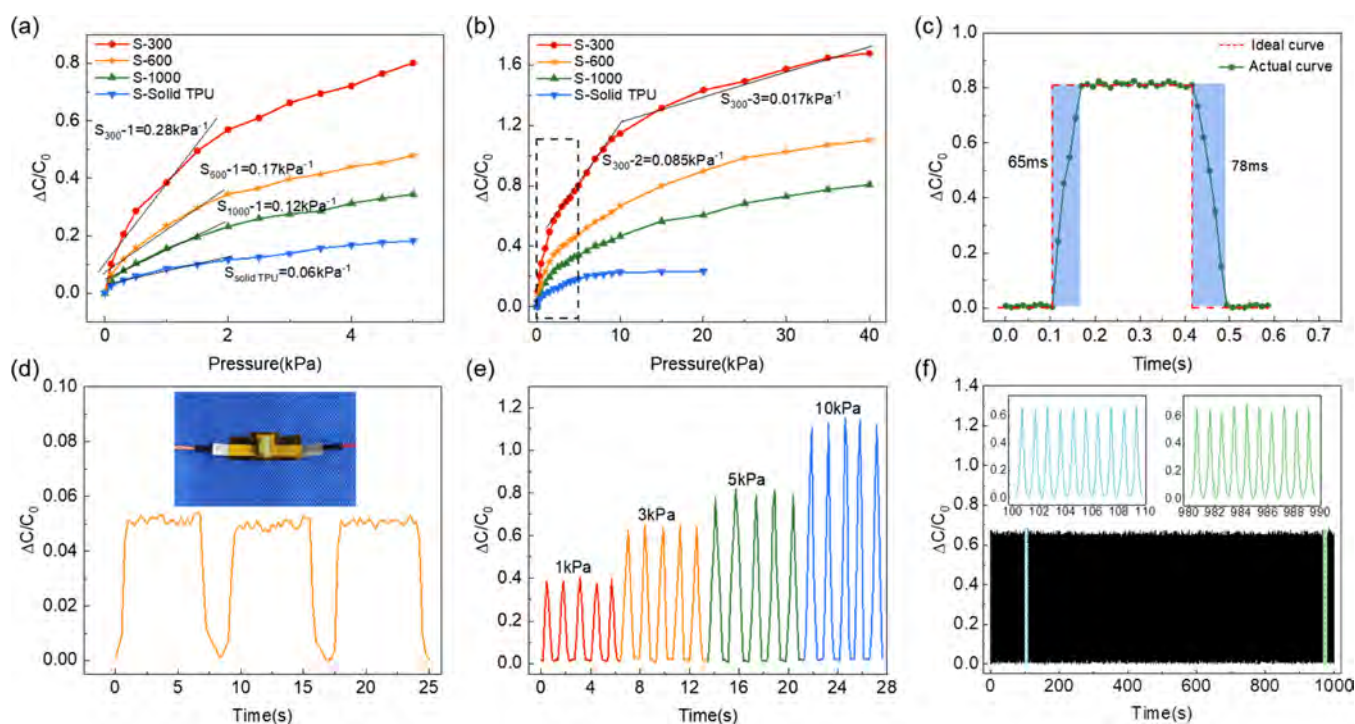 (a)
S-300
S-600
S-1000
S-Solid TPU
S300-1=0.28kPa-1
S600-1=0.17kPa-1
S1000-1=0.12kPa-1
Ssolid TPU=0.06kPa-1
0.8
0.6
0.4
0.2
0.0
ΔC/C0
0 2 4
Pressure(kPa)
(b)
S-300
S-600
S-1000
S-Solid TPU
S300-3=0.017kPa-1
S300-2=0.085kPa-1
1.6
1.2
0.8
0.4
0.0
ΔC/C0
0 10 20 30 40
Pressure(kPa)
(c)
Ideal curve
Actual curve
65ms
78ms
1.0
0.8
0.6
0.4
0.2
0.0
ΔC/C0
0.0 0.1 0.2 0.3 0.4 0.5 0.6 0.7
Time(s)
(d)
0.10
0.08
0.06
0.04
0.02
0.00
ΔC/C0
0 5 10 15 20 25
Time(s)
(e)
1kPa
3kPa
5kPa
10kPa
1.2
1.0
0.8
0.6
0.4
0.2
0.0
ΔC/C0
0 4 8 12 16 20 24 28
Time(s)
(f)
1.4
1.2
1.0
0.8
0.6
0.4
0.2
0.0
ΔC/C0
0.6
0.4
0.2
0.0
100 102 104 106 108 110
0.6
0.4
0.2
0.0
980 982 984 986 988 990
0 200 400 600 800 1000
Time(s)